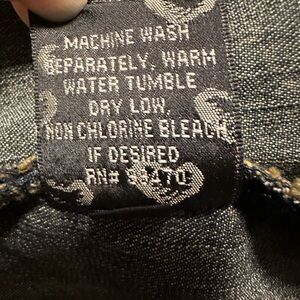 MACHINE WASH
SEPARATELY, WARM
WATER TUMBLE
DRY LOW,
NON CHLORINE BLEACH
IF DESIRED
RN#